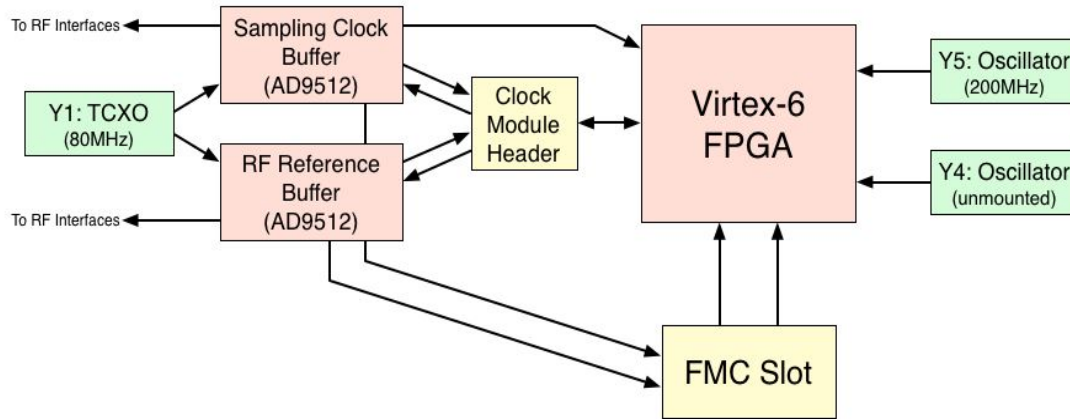 To RF Interfaces
Sampling Clock
Buffer
(AD9512)
Y1: TCXO
(80MHz)
RF Reference
Buffer
(AD9512)
To RF Interfaces
Clock
Module
Header
Virtex-6
FPGA
Y5: Oscillator
(200MHz)
Y4: Oscillator
(unmounted)
FMC Slot